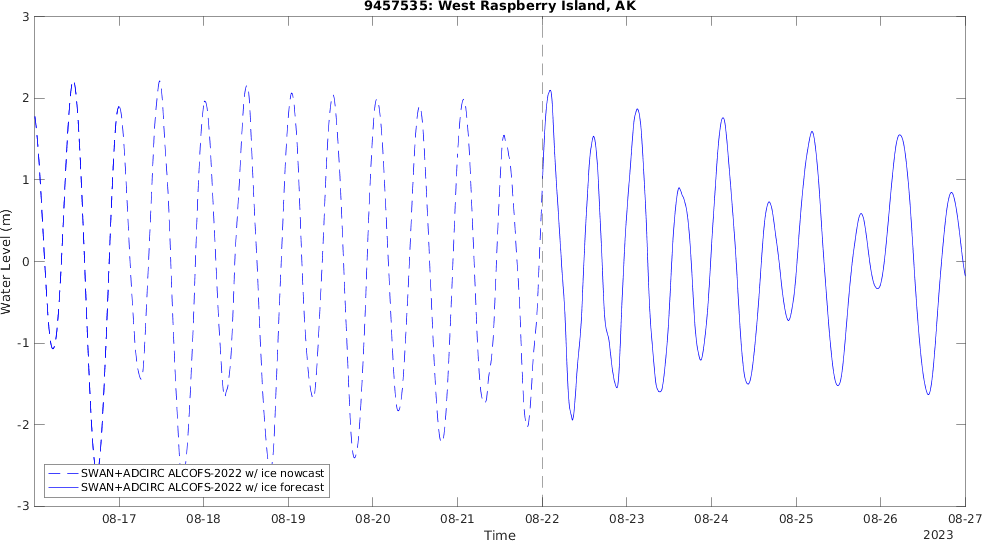 9457535: West Raspberry Island, AK
3
2
1
0
-1
-2
-3
Water Level (m)
SWAN+ADCIRC ALCOFS-2022 w/ ice nowcast
SWAN+ADCIRC ALCOFS-2022 w/ ice forecast
08-17 08-18 08-19 08-20 08-21 08-22 08-23 08-24 08-25 08-26 08-27
Time
2023